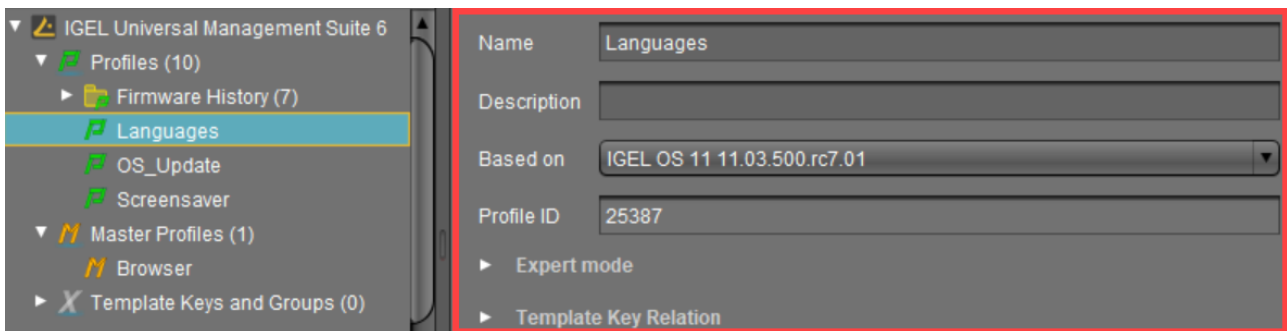 IGEL Universal Management Suite 6
Profiles (10)
Firmware History (7)
Languages
OS_Update
Screensaver
Master Profiles (1)
Browser
Template Keys and Groups (0)
Name Languages
Description
Based on IGEL OS 11 11.03.500.rc7.01
Profile ID 25387
Expert mode
Template Key Relation